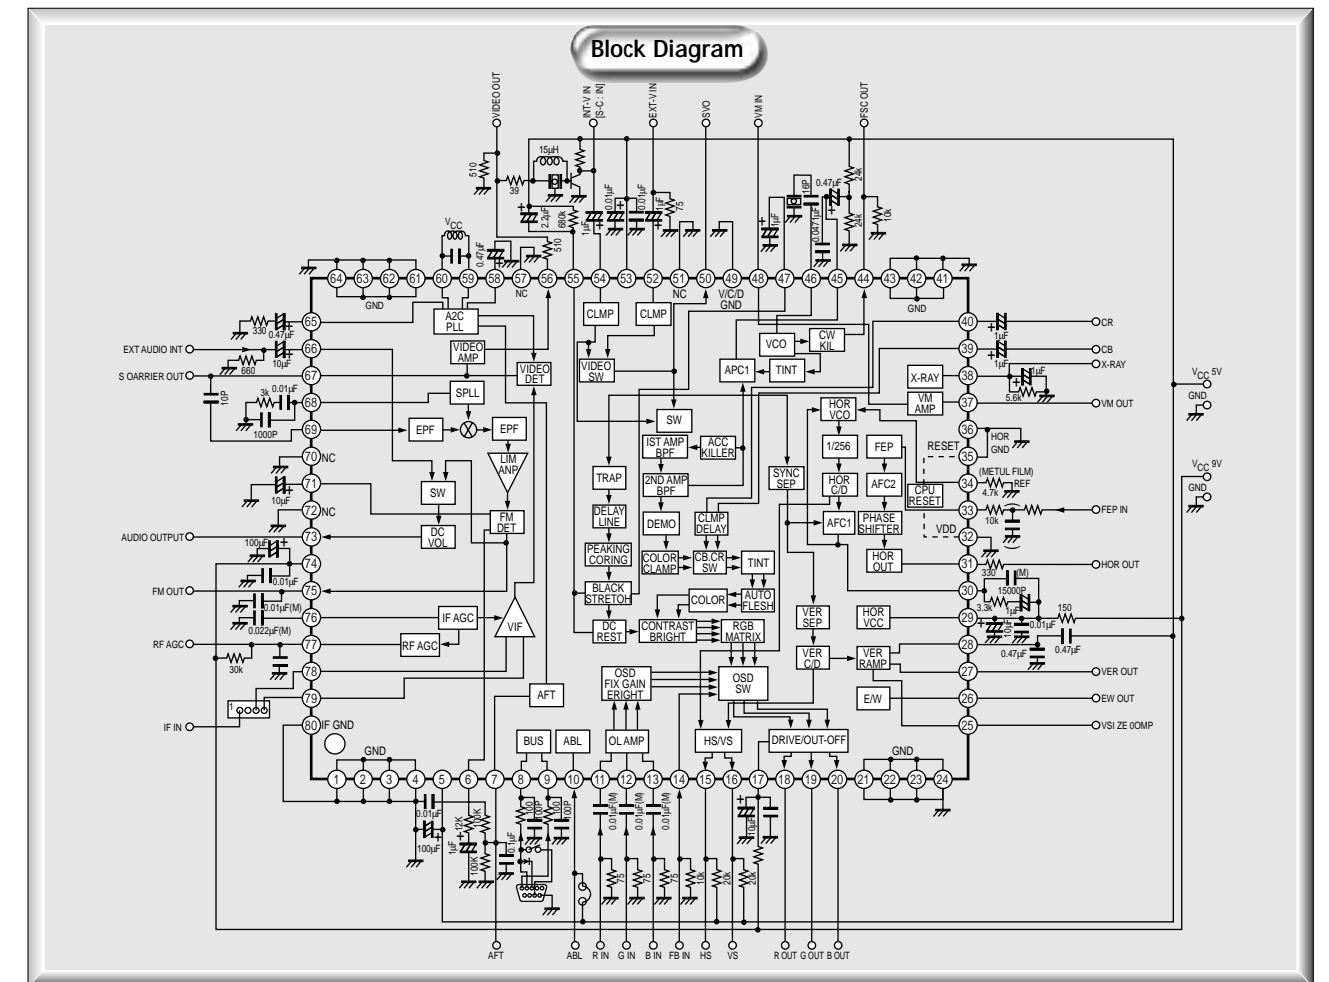 Block Diagram
VIDEO OUT
INT-V IN
[S-C : IN]
EXT-V IN
SVO
VM IN
FSC OUT
510
39
15µH
2.2µF
680k
1µF
0.01µF
0.01µF
1µF
75
1µF
16P
0.0471µF
0.47µF
24k
24k
10k
VCC
0.47µF
510
64
63
62
61
60
59
58
57
56
55
54
53
52
51
50
49
48
47
46
45
44
43
42
41
GND
NC
NC
V/C/D
GND
GND
65
66
67
68
69
70
71
72
73
74
75
76
77
78
79
80
330
0.47µF
EXT AUDIO INT
660
10µF
S OARRIER OUT
10P
3k
0.01µF
1000P
NC
10µF
NC
AUDIO OUTPUT
100µF
0.01µF
FM OUT
0.01µF(M)
0.022µF(M)
RF AGC
30k
1
IF IN
IF GND
GND
A2C
PLL
VIDEO
AMP
VIDEO
DET
SPLL
EPF
EPF
LIM
ANP
SW
DC
VOL
FM
DET
IF AGC
RF AGC
VIF
AFT
CLMP
CLMP
VIDEO
SW
SW
IST AMP
BPF
ACC
KILLER
2ND AMP
BPF
TRAP
DELAY
LINE
PEAKING
CORING
BLACK
STRETOH
DC
REST
DEMO
COLOR
CLAMP
CLMP
DELAY
CB.CR
SW
TINT
COLOR
AUTO
FLESH
CONTRAST
BRIGHT
RGB
MATRIX
OSD
FIX GAIN
ERIGHT
OSD
SW
BUS
ABL
OL AMP
HS/VS
DRIVE/OUT-OFF
VCO
CW
KIL
APC1
TINT
SYNC
SEP
HOR
VCO
1/256
HOR
C/D
AFC1
FEP
AFC2
PHASE
SHIFTER
HOR
OUT
VER
SEP
VER
C/D
HOR
VCC
VER
RAMP
E/W
X-RAY
VM
AMP
RESET
CPU
RESET
VDD
GND
40
39
38
37
36
35
34
33
32
31
30
29
28
27
26
25
1µF
CR
1µF
CB
X-RAY
1µF
5.6k
VM OUT
HOR
GND
(METUL FILM)
REF
4.7k
10k
FEP IN
330
HOR OUT
(M)
15000P
3.3k
1µF
150
10µF
0.01µF
0.47µF
0.47µF
VER OUT
EW OUT
VSI ZE 0OMP
VCC 5V
GND
VCC 9V
GND
1
2
3
4
5
6
7
8
9
10
11
12
13
14
15
16
17
18
19
20
21
22
23
24
0.01µF
100µF
12K
1µF
100K
0.1µF
100
100P
100
100P
0.01µF(M)
0.01µF(M)
0.01µF(M)
75
75
75
10k
20k
20k
10µF
AFT
ABL
R IN
G IN
B IN
FB IN
HS
VS
R OUT
G OUT
B OUT